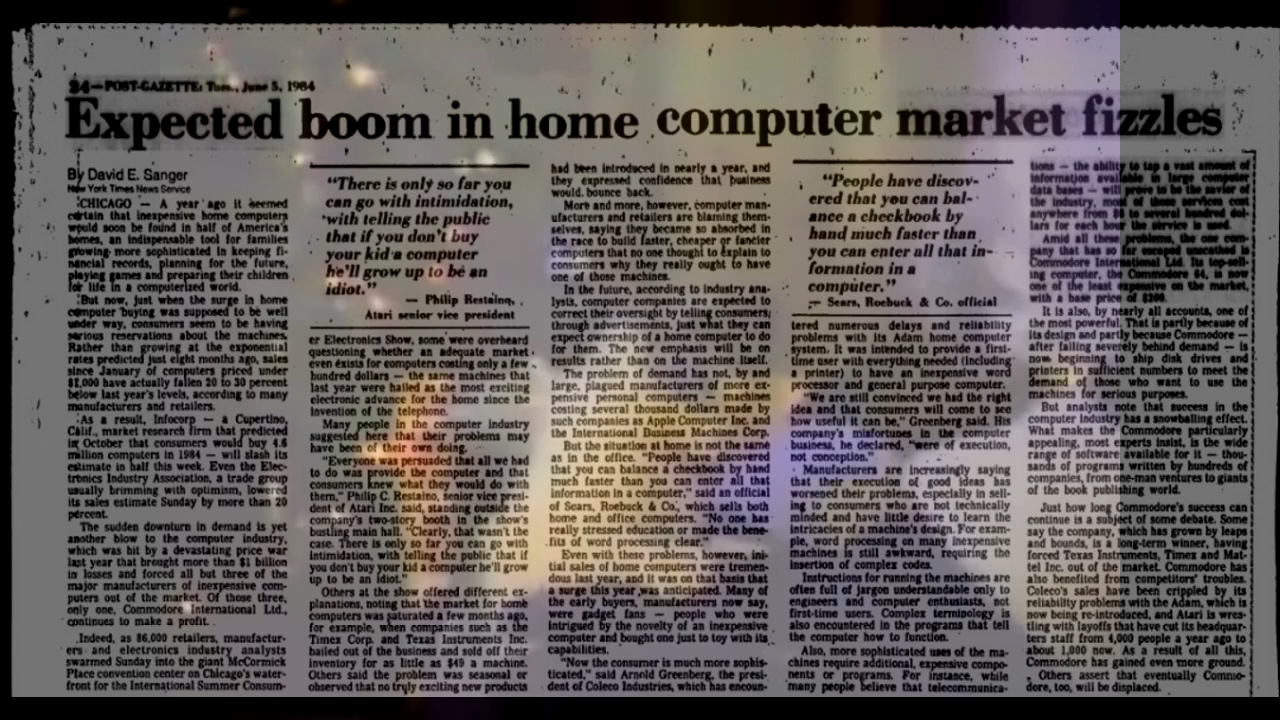 24—POST-GAZETTE: Tues., June 5, 1984
Expected boom in home computer market fizzles
By David E. Sanger
New York Times News Service
CHICAGO — A year ago it seemed
certain that inexpensive home computers
would soon be found in half of America's
homes, an indispensable tool for families
growing more sophisticated in keeping fi-
nancial records, planning for the future,
playing games and preparing their children
for life in a computerized world.
But now, just when the surge in home
computer buying was supposed to be well
under way, consumers seem to be having
serious reservations about the machines.
Rather than growing at the exponential
rates predicted just eight months ago, sales
since January of computers priced under
$1,000 have actually fallen 20 to 30 percent
below last year's levels, according to many
manufacturers and retailers.
As a result, Infocorp — a Cupertino,
Calif., market research firm that predicted
in October that consumers would buy 4.6
million computers in 1984 — will slash its
estimate in half this week. Even the Elec-
tronics Industry Association, a trade group
usually brimming with optimism, lowered
its sales estimate Sunday by more than 20
percent.
The sudden downturn in demand is yet
another blow to the computer industry,
which was hit by a devastating price war
last year that brought more than $1 billion
in losses and forced all but three of the
major manufacturers of inexpensive com-
puters out of the market. Of those three,
only one, Commodore International Ltd.,
continues to make a profit.
Indeed, as 86,000 retailers, manufactur-
ers and electronics industry analysts
swarmed Sunday into the giant McCormick
Place convention center on Chicago's water-
front for the International Summer Consum-
"There is only so far you
can go with intimidation,
with telling the public
that if you don't buy
your kid a computer
he'll grow up to be an
idiot."
— Philip Restaino,
Atari senior vice president
er Electronics Show, some were overheard
questioning whether an adequate market
even exists for computers costing only a few
hundred dollars — the same machines that
last year were hailed as the most exciting
electronic advance for the home since the
invention of the telephone.
Many people in the computer industry
suggested here that their problems may
have been of their own doing.
"Everyone was persuaded that all we had
to do was provide the computer and that
consumers knew what they would do with
them," Philip C. Restaino, senior vice presi-
dent of Atari Inc. said, standing outside the
company's two-story booth in the show's
bustling main hall. "Clearly, that wasn't the
case. There is only so far you can go with
intimidation, with telling the public that if
you don't buy your kid a computer he'll grow
up to be an idiot."
Others at the show offered different ex-
planations, noting that the market for home
computers was saturated a few months ago,
for example, when companies such as the
Timex Corp. and Texas Instruments Inc.
bailed out of the business and sold off their
inventory for as little as $49 a machine.
Others said the problem was seasonal or
observed that no truly exciting new products
had been introduced in nearly a year, and
they expressed confidence that business
would bounce back.
More and more, however, computer man-
ufacturers and retailers are blaming them-
selves, saying they became so absorbed in
the race to build faster, cheaper or fancier
computers that no one thought to explain to
consumers why they really ought to have
one of those machines.
In the future, according to industry ana-
lysts, computer companies are expected to
correct their oversight by telling consumers,
through advertisements, just what they can
expect ownership of a home computer to do
for them. The new emphasis will be on
results rather than on the machine itself.
The problem of demand has not, by and
large, plagued manufacturers of more ex-
pensive personal computers — machines
costing several thousand dollars made by
such companies as Apple Computer Inc. and
the International Business Machines Corp.
But the situation at home is not the same
as in the office. "People have discovered
that you can balance a checkbook by hand
much faster than you can enter all that
information in a computer," said an official
of Sears, Roebuck & Co., which sells both
home and office computers. "No one has
really stressed education or made the bene-
fits of word processing clear."
Even with these problems, however, ini-
tial sales of home computers were tremen-
dous last year, and it was on that basis that
a surge this year was anticipated. Many of
the early buyers, manufacturers now say,
were gadget fans — people who were
intrigued by the novelty of an inexpensive
computer and bought one just to toy with its
capabilities.
"Now the consumer is much more sophis-
ticated," said Arnold Greenberg, the presi-
dent of Coleco Industries, which has encoun-
"People have discov-
ered that you can bal-
ance a checkbook by
hand much faster than
you can enter all that in-
formation in a
computer."
— Sears, Roebuck & Co. official
tered numerous delays and reliability
problems with its Adam home computer
system. It was intended to provide a first-
time user with everything needed (including
a printer) to have an inexpensive word
processor and general purpose computer.
"We are still convinced we had the right
idea and that consumers will come to see
how useful it can be," Greenberg said. His
company's misfortunes in the computer
business, he declared, "were of execution,
not conception."
Manufacturers are increasingly saying
that their execution of good ideas has
worsened their problems, especially in sell-
ing to consumers who are not technically
minded and have little desire to learn the
intricacies of a machine's design. For exam-
ple, word processing on many inexpensive
machines is still awkward, requiring the
insertion of complex codes.
Instructions for running the machines are
often full of jargon understandable only to
engineers and computer enthusiasts, not
first-time users. Complex terminology is
also encountered in the programs that tell
the computer how to function.
Also, more sophisticated uses of the ma-
chines require additional, expensive compo-
nents or programs. For instance, while
many people believe that telecommunica-
tions — the ability to tap a vast amount of
information available in large computer
data bases — will prove to be the savior of
the industry, most of those services cost
anywhere from $6 to several hundred dol-
lars for each hour the service is used.
Amid all these problems, the one com-
pany that has so far escaped unscathed is
Commodore International Ltd. Its top-sell-
ing computer, the Commodore 64, is now
one of the least expensive on the market,
with a base price of $200.
It is also, by nearly all accounts, one of
the most powerful. That is partly because of
its design and partly because Commodore —
after falling severely behind demand — is
now beginning to ship disk drives and
printers in sufficient numbers to meet the
demand of those who want to use the
machines for serious purposes.
But analysts note that success in the
computer industry has a snowballing effect.
What makes the Commodore particularly
appealing, most experts insist, is the wide
range of software available for it — thou-
sands of programs written by hundreds of
companies, from one-man ventures to giants
of the book publishing world.
Just how long Commodore's success can
continue is a subject of some debate. Some
say the company, which has grown by leaps
and bounds, is a long-term winner, having
forced Texas Instruments, Timex and Mat-
tel Inc. out of the market. Commodore has
also benefited from competitors' troubles.
Coleco's sales have been crippled by its
reliability problems with the Adam, which is
now being re-introduced, and Atari is wres-
tling with layoffs that have cut its headquar-
ters staff from 4,000 people a year ago to
about 1,000 now. As a result of all this,
Commodore has gained even more ground.
Others assert that eventually Commo-
dore, too, will be displaced.